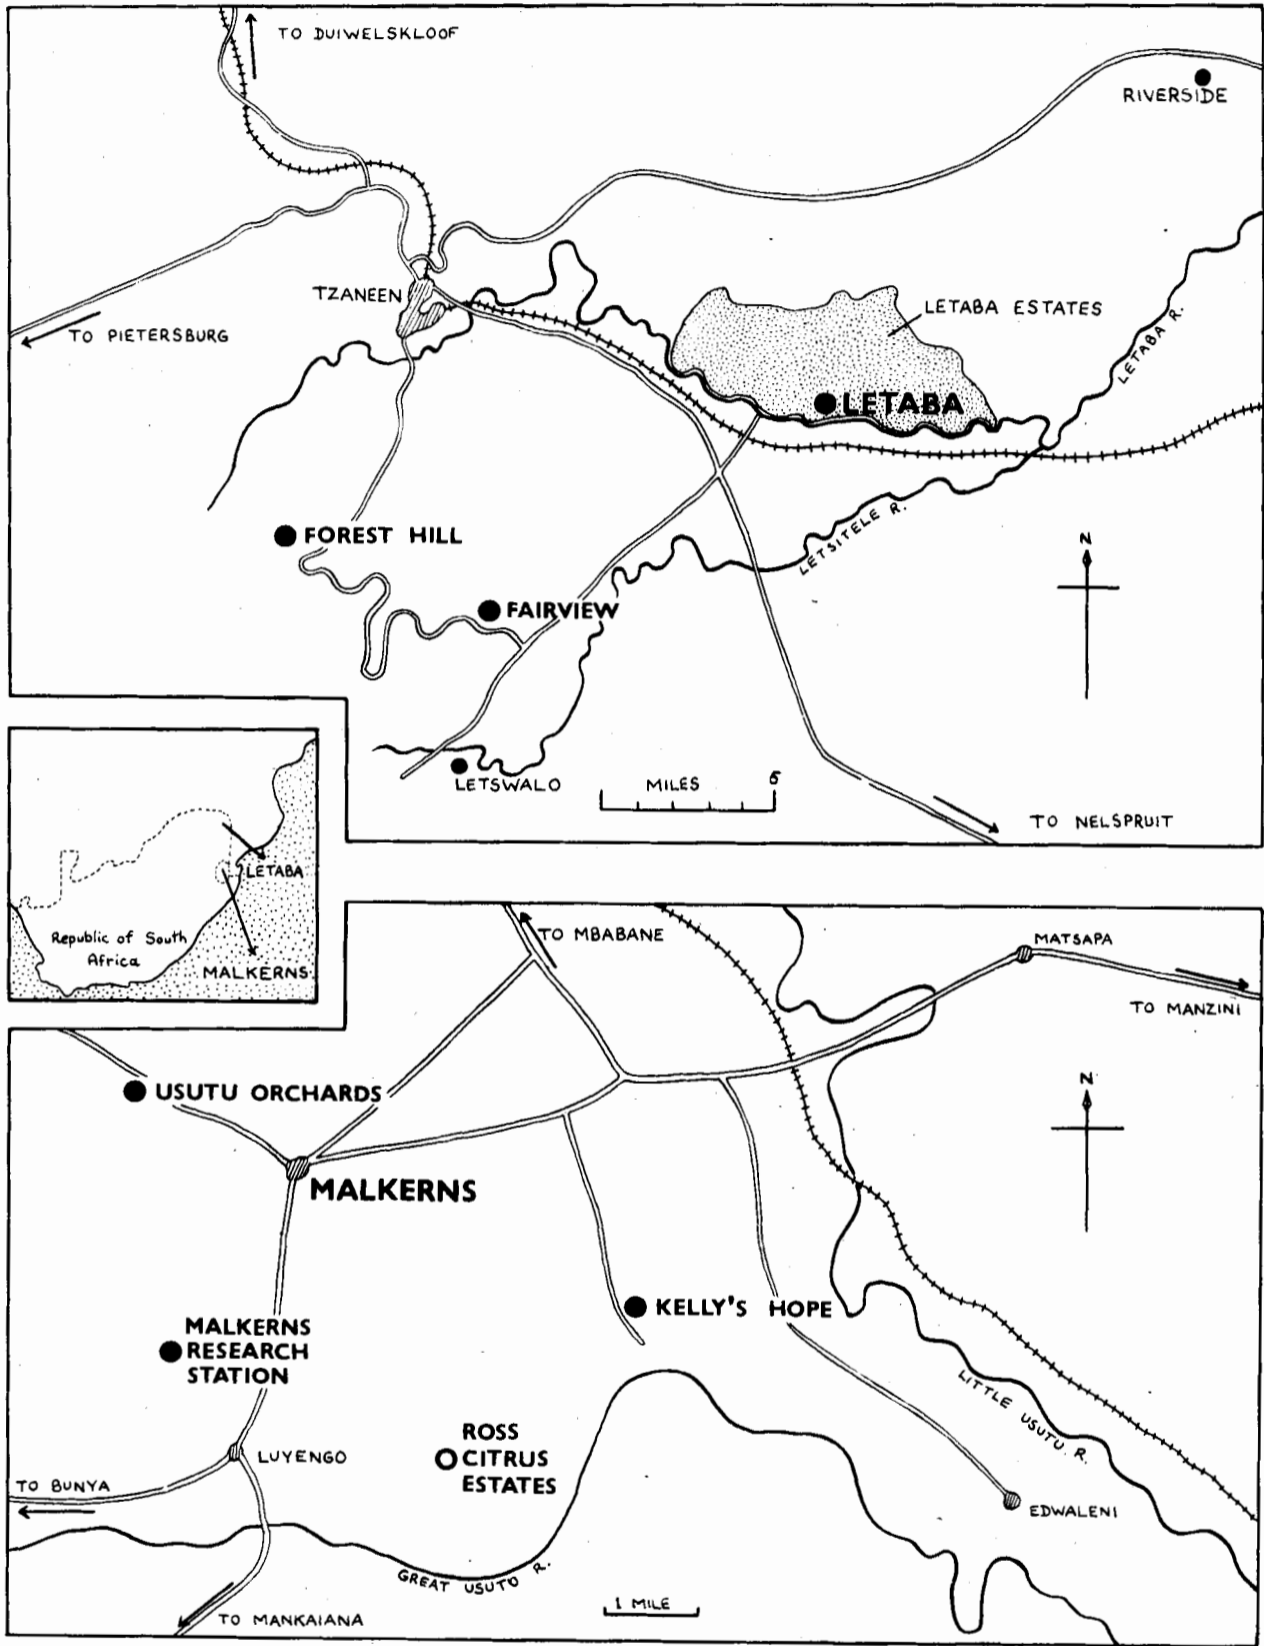 TO DUIWELSKLOOF
RIVERSIDE
TZANEEN
TO PIETERSBURG
LETABA ESTATES
LETABA R.
LETABA
FOREST HILL
LETSITELE R.
N
FAIRVIEW
LETSWALO
MILES
5
TO NELSPRUIT
LETABA
Republic of South
Africa
MALKERNS
TO MBABANE
MATSAPA
TO MANZINI
USUTU ORCHARDS
N
MALKERNS
KELLY'S HOPE
MALKERNS
RESEARCH
STATION
LITTLE USUTU R.
ROSS
CITRUS
ESTATES
LUYENGO
TO BUNYA
EDWALENI
GREAT USUTU R.
1 MILE
TO MANKAIANA